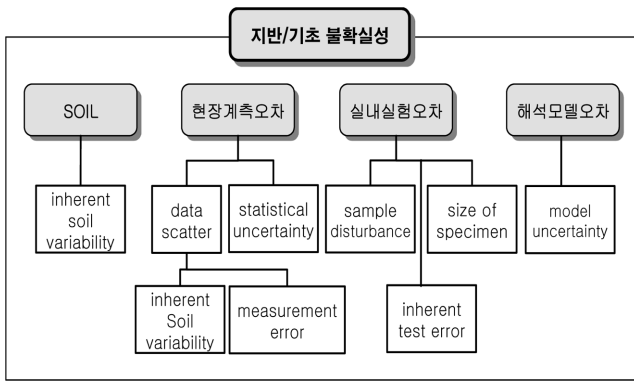 지반/기초 불확실성
SOIL
현장계측오차
실내실험오차
해석모델오차
inherent
soil
variability
data
scatter
statistical
uncertainty
sample
disturbance
size of
specimen
model
uncertainty
inherent
Soil
variability
measurement
error
inherent
test error